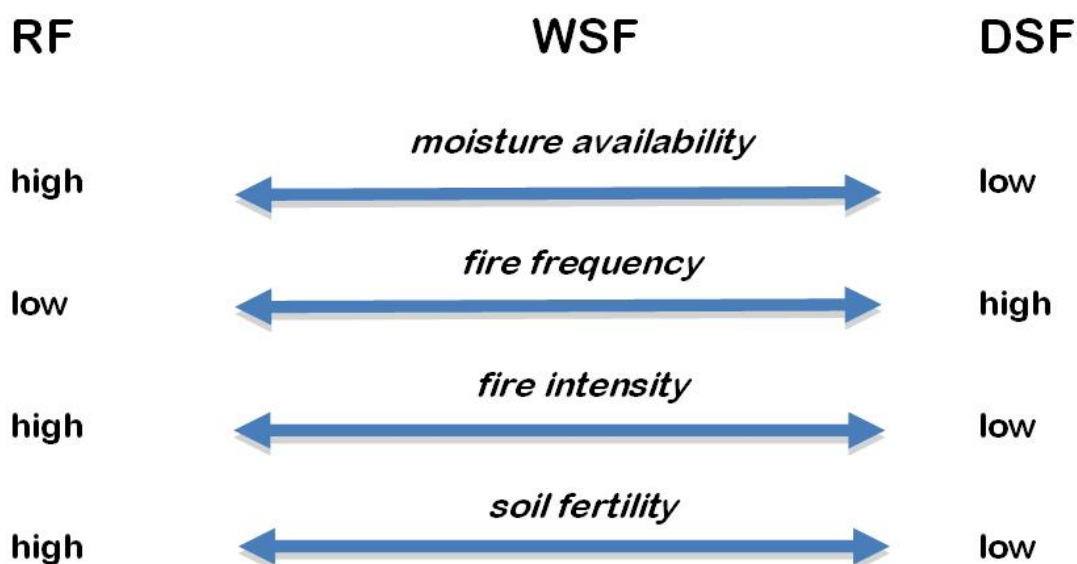 RF WSF DSF
moisture availability
high low
fire frequency
low high
fire intensity
high low
soil fertility
high low